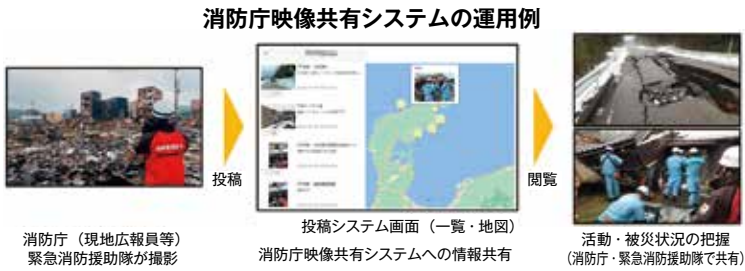 消防庁映像共有システムの運用例
投稿
閲覧
消防庁（現地広報員等）
緊急消防援助隊が撮影
投稿システム画面（一覧・地図）
消防庁映像共有システムへの情報共有
活動・被災状況の把握
（消防庁・緊急消防援助隊で共有）